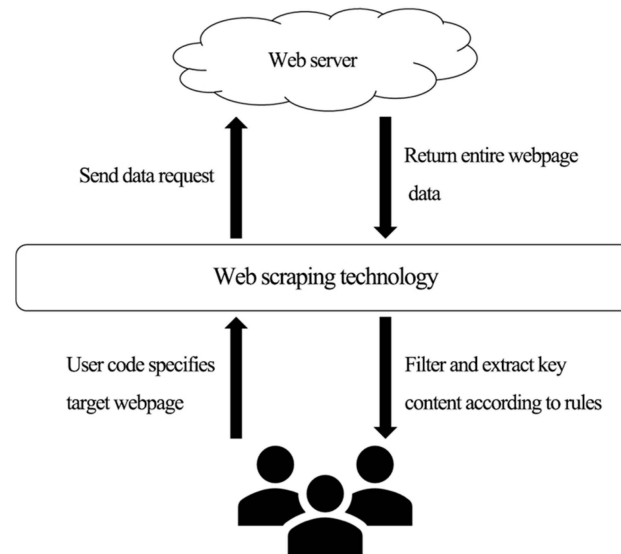 Web server
Send data request
Return entire webpage
data
Web scraping technology
User code specifies
target webpage
Filter and extract key
content according to rules